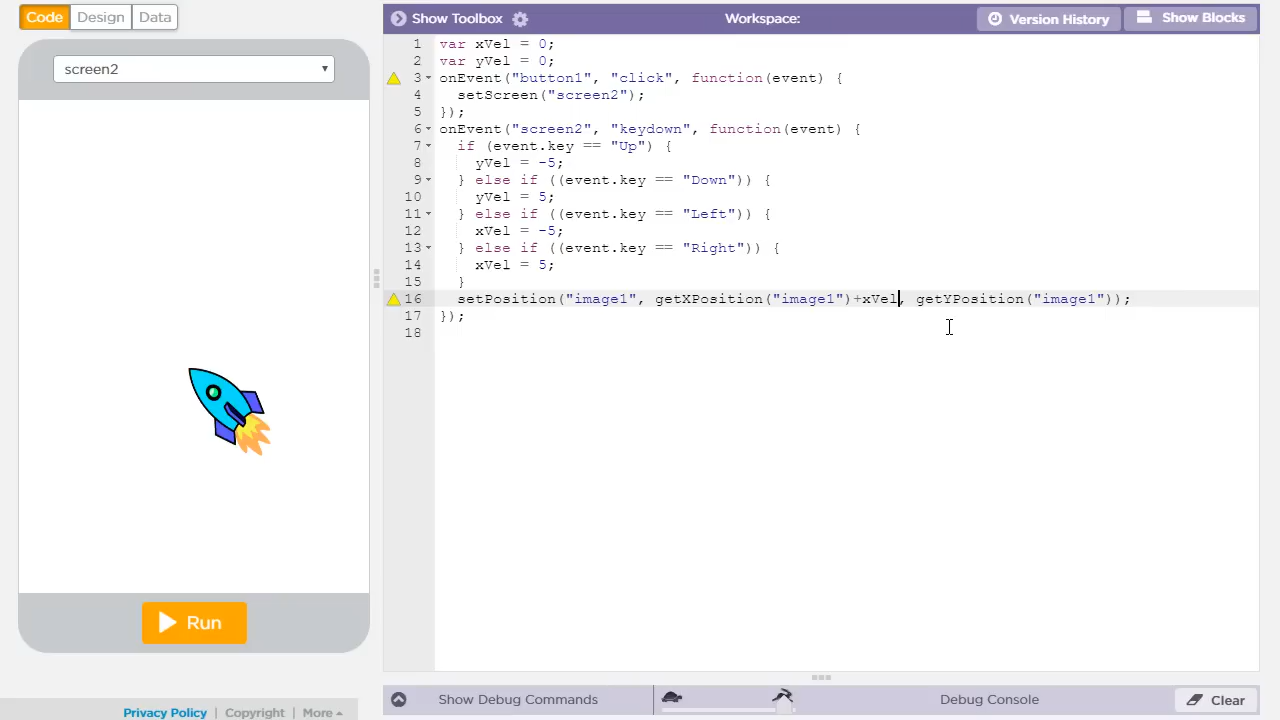 Code Design Data
Show Toolbox Workspace: Version History Show Blocks
screen2
1 var xVel = 0;
2 var yVel = 0;
3 onEvent("button1", "click", function(event) {
4 setScreen("screen2");
5 });
6 onEvent("screen2", "keydown", function(event) {
7 if (event.key == "Up") {
8 yVel = -5;
9 } else if ((event.key == "Down")) {
10 yVel = 5;
11 } else if ((event.key == "Left")) {
12 xVel = -5;
13 } else if ((event.key == "Right")) {
14 xVel = 5;
15 }
16 setPosition("image1", getXPosition("image1")+xVel, getYPosition("image1"));
17 });
18
Run
Show Debug Commands Debug Console Clear
Privacy Policy | Copyright | More